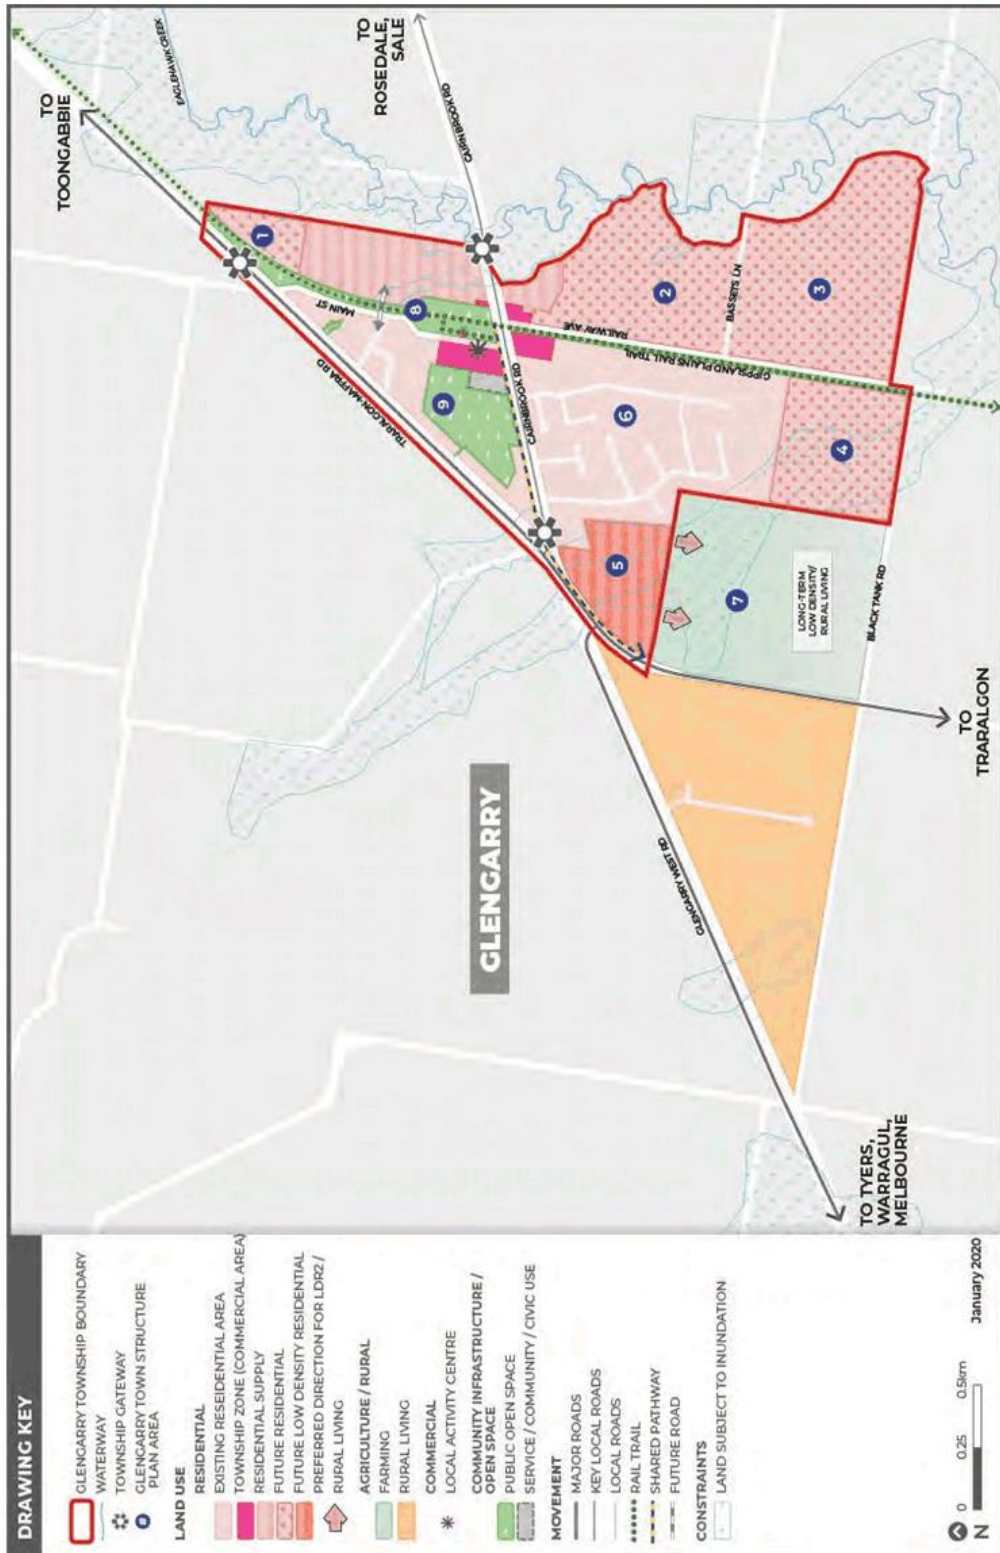 DRAWING KEY
GLENGARRY TOWNSHIP BOUNDARY
WATERWAY
TOWNSHIP GATEWAY
GLENGARRY TOWN STRUCTURE
PLAN AREA
LAND USE
RESIDENTIAL
EXISTING RESEIDENTIAL AREA
TOWNSHIP ZONE (COMMERCIAL AREA)
RESIDENTIAL SUPPLY
FUTURE RESIDENTIAL
FUTURE LOW DENSITY RESIDENTIAL
PREFERRED DIRECTION FOR LDR2 /
RURAL LIVING
AGRICULTURE / RURAL
FARMING
RURAL LIVING
COMMERCIAL
LOCAL ACTIVITY CENTRE
COMMUNITY INFRASTRUCTURE /
OPEN SPACE
PUBLIC OPEN SPACE
SERVICE / COMMUNITY / CIVIC USE
MOVEMENT
MAJOR ROADS
KEY LOCAL ROADS
LOCAL ROADS
RAIL TRAIL
SHARED PATHWAY
FUTURE ROAD
CONSTRAINTS
LAND SUBJECT TO INUNDATION
N
0 0.25 0.5km
January 2020
TO
TOONGABBIE
EAGLEHAWK CREEK
TO
ROSEDALE,
SALE
CAIRNBROOK RD
1
MAIN ST
TRARALGON-MAFFRA RD
8
9
CAIRNBROOK RD
RAILWAY AVE
GIPPSLAND PLAINS RAIL TRAIL
2
BASSETS LN
3
6
4
5
7
LONG-TERM
LOW DENSITY/
RURAL LIVING
BLACK TANK RD
TO
TRARALGON
GLENGARRY
GLENGARRY WEST RD
TO TYERS,
WARRAGUL,
MELBOURNE